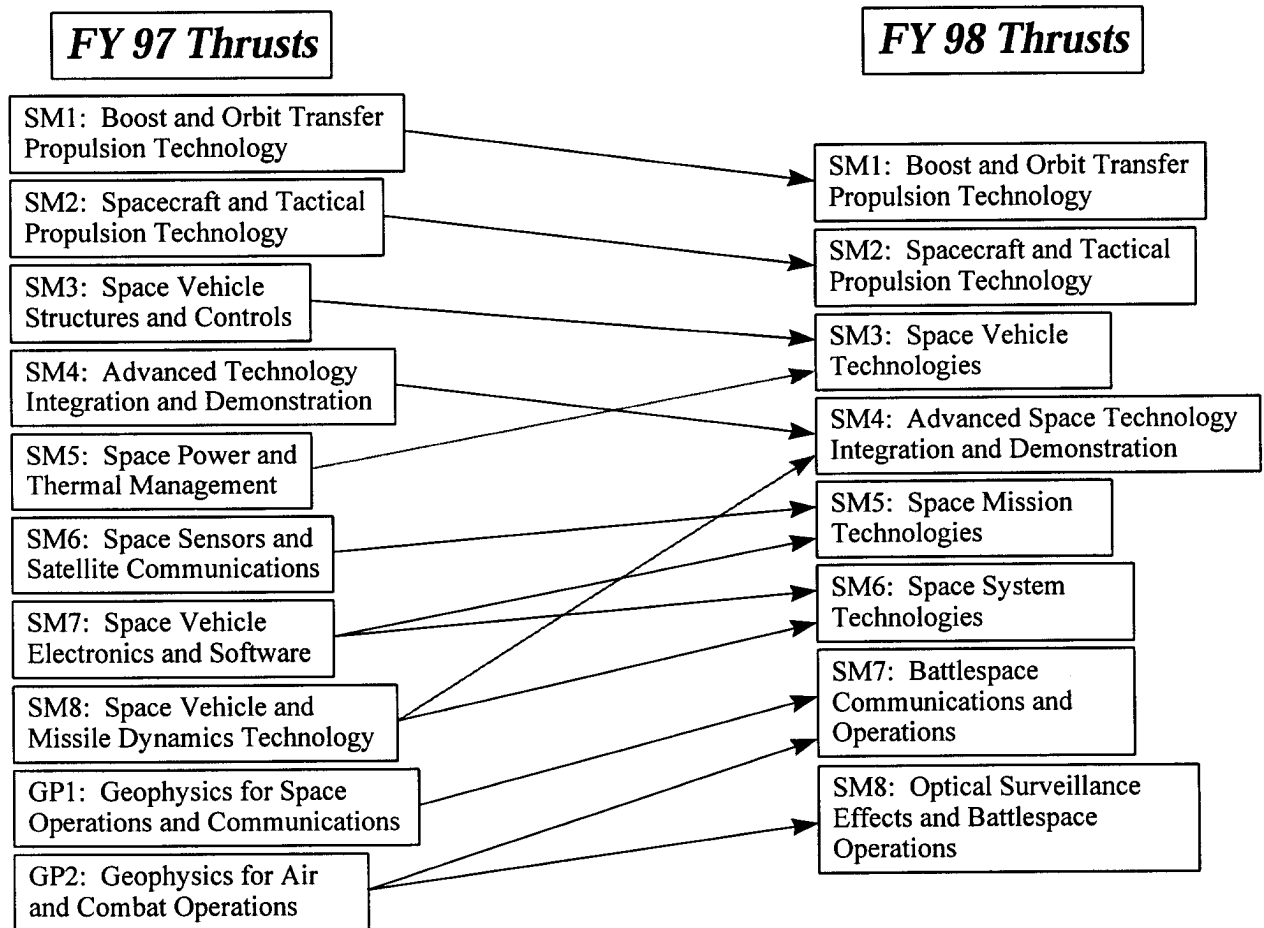 FY 97 Thrusts
SM1: Boost and Orbit Transfer
Propulsion Technology
SM2: Spacecraft and Tactical
Propulsion Technology
SM3: Space Vehicle
Structures and Controls
SM4: Advanced Technology
Integration and Demonstration
SM5: Space Power and
Thermal Management
SM6: Space Sensors and
Satellite Communications
SM7: Space Vehicle
Electronics and Software
SM8: Space Vehicle and
Missile Dynamics Technology
GP1: Geophysics for Space
Operations and Communications
GP2: Geophysics for Air
and Combat Operations
FY 98 Thrusts
SM1: Boost and Orbit Transfer
Propulsion Technology
SM2: Spacecraft and Tactical
Propulsion Technology
SM3: Space Vehicle
Technologies
SM4: Advanced Space Technology
Integration and Demonstration
SM5: Space Mission
Technologies
SM6: Space System
Technologies
SM7: Battlespace
Communications and
Operations
SM8: Optical Surveillance
Effects and Battlespace
Operations